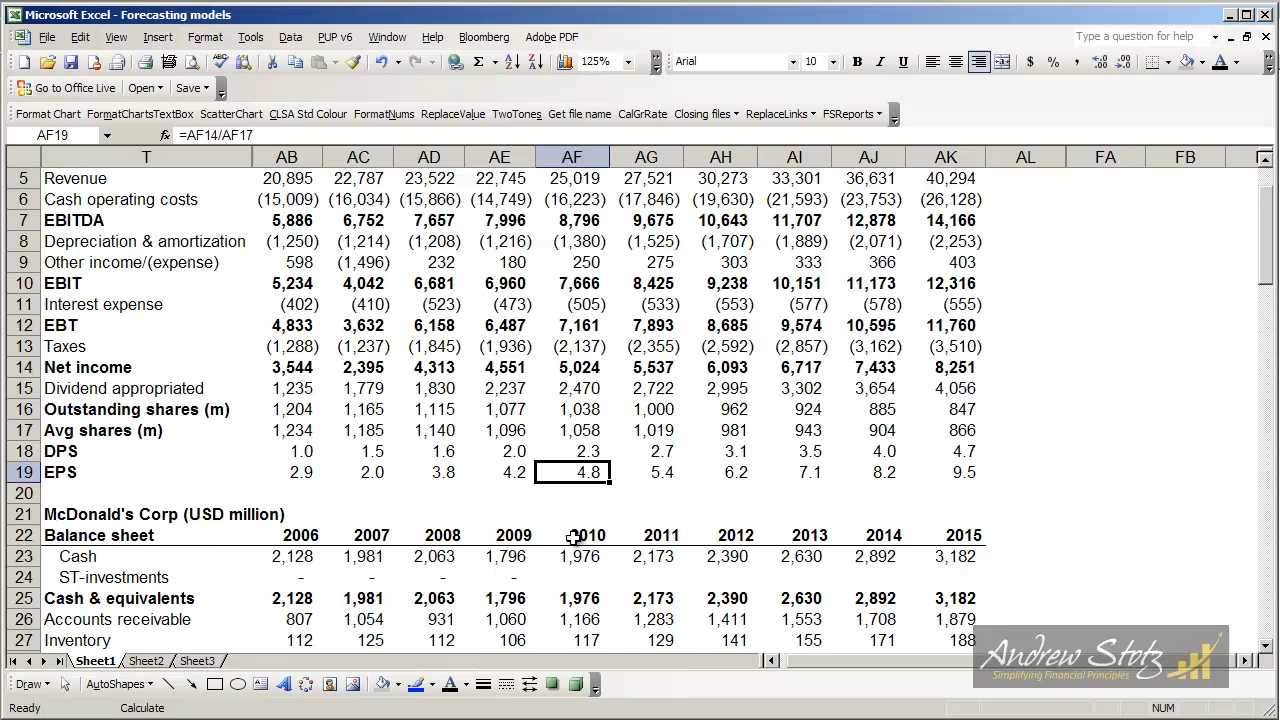 Microsoft Excel - Forecasting models
File Edit View Insert Format Tools Data PUP v6 Window Help Bloomberg Adobe PDF Type a question for help
125% Arial 10 B I U $ % ,
Go to Office Live Open Save
Format Chart FormatChartsTextBox ScatterChart CLSA Std Colour FormatNums ReplaceValue TwoTones Get file name CalGrRate Closing files ReplaceLinks FSReports
AF19 fx =AF14/AF17
T AB AC AD AE AF AG AH AI AJ AK AL FA FB
5 Revenue 20,895 22,787 23,522 22,745 25,019 27,521 30,273 33,301 36,631 40,294
6 Cash operating costs (15,009) (16,034) (15,866) (14,749) (16,223) (17,846) (19,630) (21,593) (23,753) (26,128)
7 EBITDA 5,886 6,752 7,657 7,996 8,796 9,675 10,643 11,707 12,878 14,166
8 Depreciation & amortization (1,250) (1,214) (1,208) (1,216) (1,380) (1,525) (1,707) (1,889) (2,071) (2,253)
9 Other income/(expense) 598 (1,496) 232 180 250 275 303 333 366 403
10 EBIT 5,234 4,042 6,681 6,960 7,666 8,425 9,238 10,151 11,173 12,316
11 Interest expense (402) (410) (523) (473) (505) (533) (553) (577) (578) (555)
12 EBT 4,833 3,632 6,158 6,487 7,161 7,893 8,685 9,574 10,595 11,760
13 Taxes (1,288) (1,237) (1,845) (1,936) (2,137) (2,355) (2,592) (2,857) (3,162) (3,510)
14 Net income 3,544 2,395 4,313 4,551 5,024 5,537 6,093 6,717 7,433 8,251
15 Dividend appropriated 1,235 1,779 1,830 2,237 2,470 2,722 2,995 3,302 3,654 4,056
16 Outstanding shares (m) 1,204 1,165 1,115 1,077 1,038 1,000 962 924 885 847
17 Avg shares (m) 1,234 1,185 1,140 1,096 1,058 1,019 981 943 904 866
18 DPS 1.0 1.5 1.6 2.0 2.3 2.7 3.1 3.5 4.0 4.7
19 EPS 2.9 2.0 3.8 4.2 4.8 5.4 6.2 7.1 8.2 9.5
20
21 McDonald's Corp (USD million)
22 Balance sheet 2006 2007 2008 2009 2010 2011 2012 2013 2014 2015
23 Cash 2,128 1,981 2,063 1,796 1,976 2,173 2,390 2,630 2,892 3,182
24 ST-investments - - - -
25 Cash & equivalents 2,128 1,981 2,063 1,796 1,976 2,173 2,390 2,630 2,892 3,182
26 Accounts receivable 807 1,054 931 1,060 1,166 1,283 1,411 1,553 1,708 1,879
27 Inventory 112 125 112 106 117 129 141 155 171 188
Andrew Stotz
Simplifying Financial Principles
Sheet1 Sheet2 Sheet3
Draw AutoShapes
Ready Calculate NUM